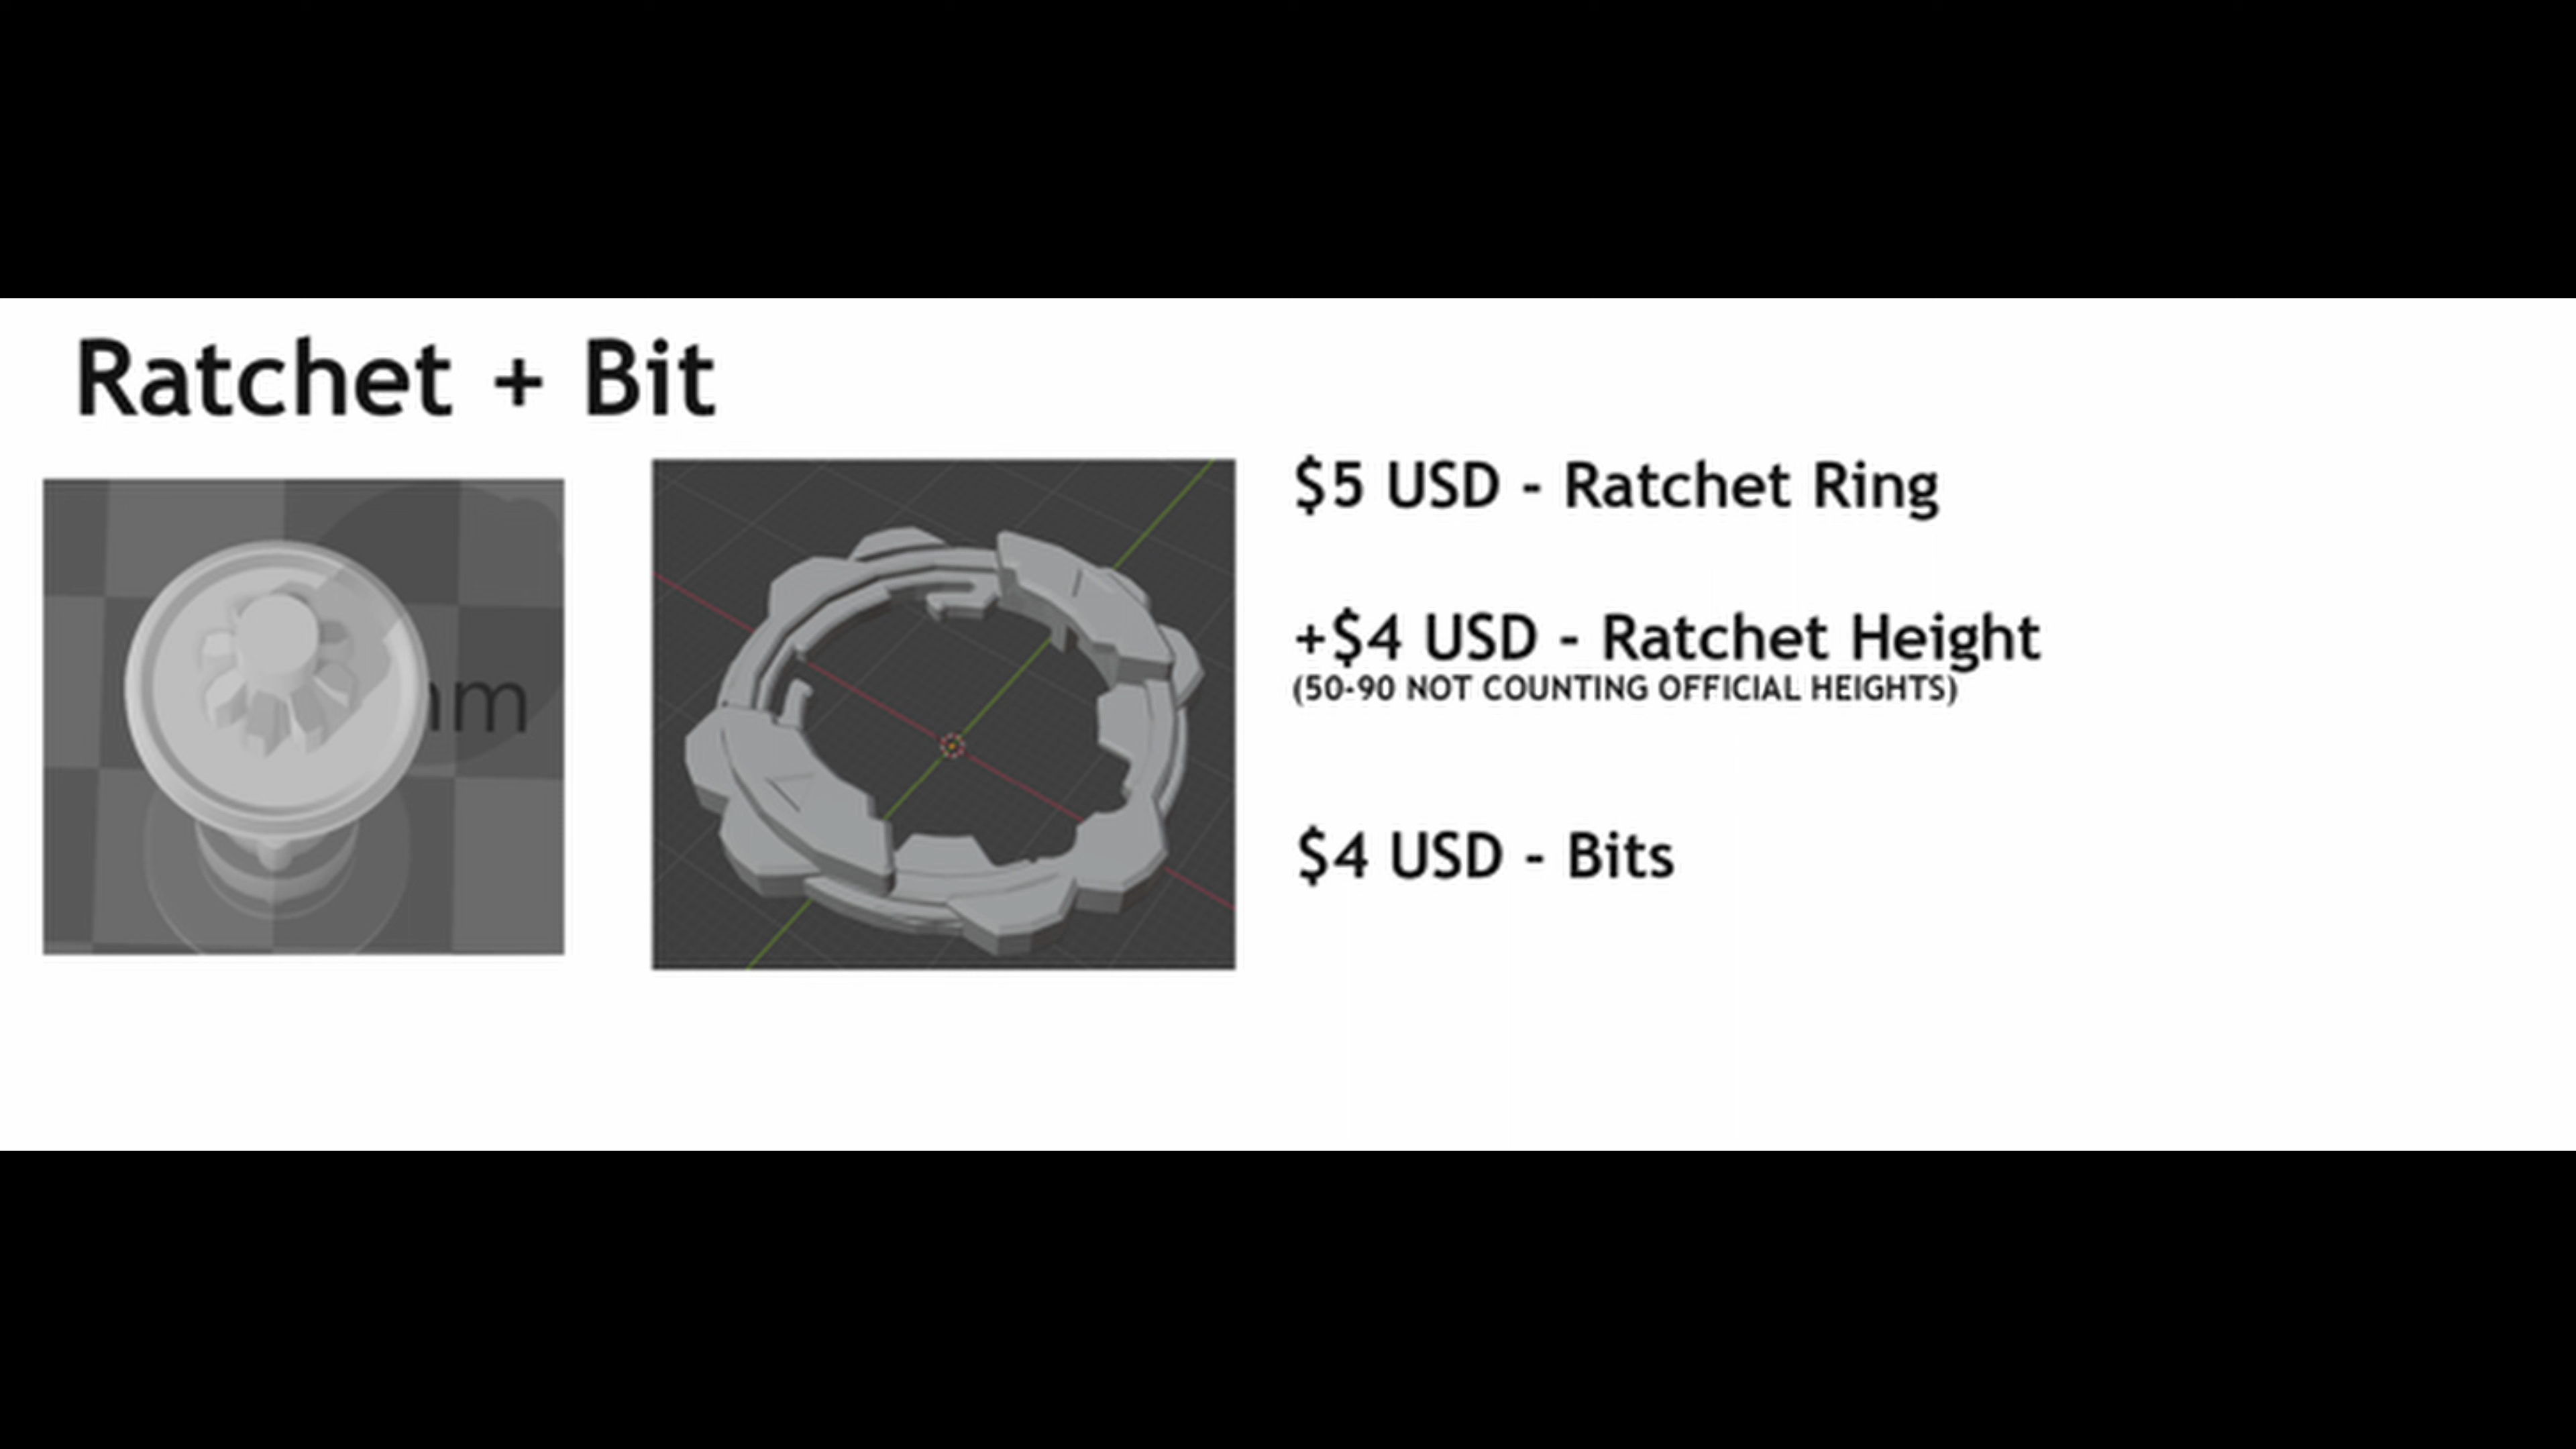 Ratchet + Bit
$5 USD - Ratchet Ring
+$4 USD - Ratchet Height
(50-90 NOT COUNTING OFFICIAL HEIGHTS)
$4 USD - Bits